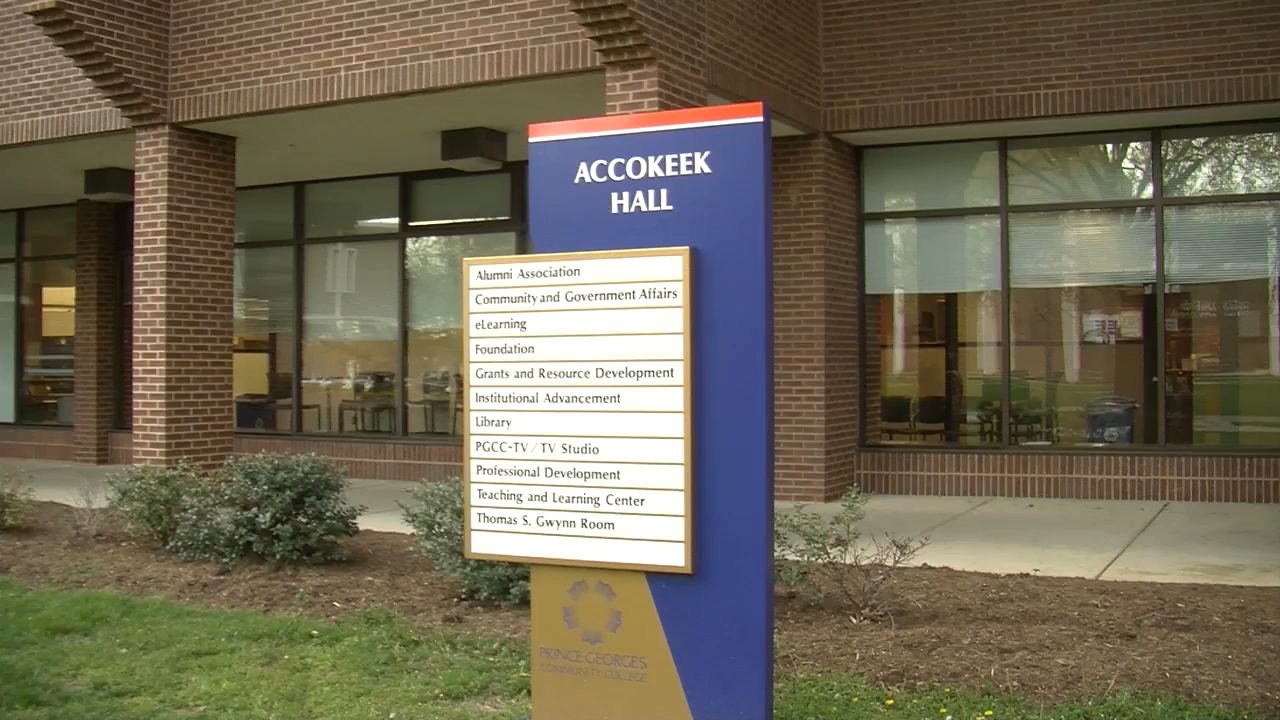 ACCOKEEK
HALL
Alumni Association
Community and Government Affairs
eLearning
Foundation
Grants and Resource Development
Institutional Advancement
Library
PGCC-TV / TV Studio
Professional Development
Teaching and Learning Center
Thomas S. Gwynn Room
PRINCE GEORGE'S
COMMUNITY COLLEGE